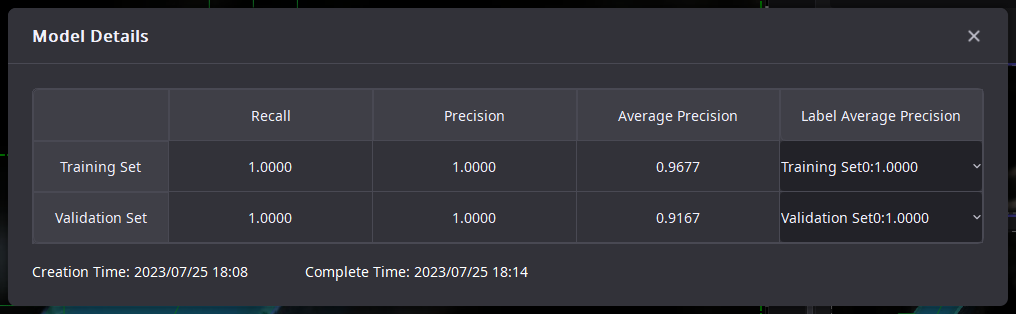 Model Details
Recall Precision Average Precision Label Average Precision
Training Set 1.0000 1.0000 0.9677 Training Set0:1.0000
Validation Set 1.0000 1.0000 0.9167 Validation Set0:1.0000
Creation Time: 2023/07/25 18:08 Complete Time: 2023/07/25 18:14